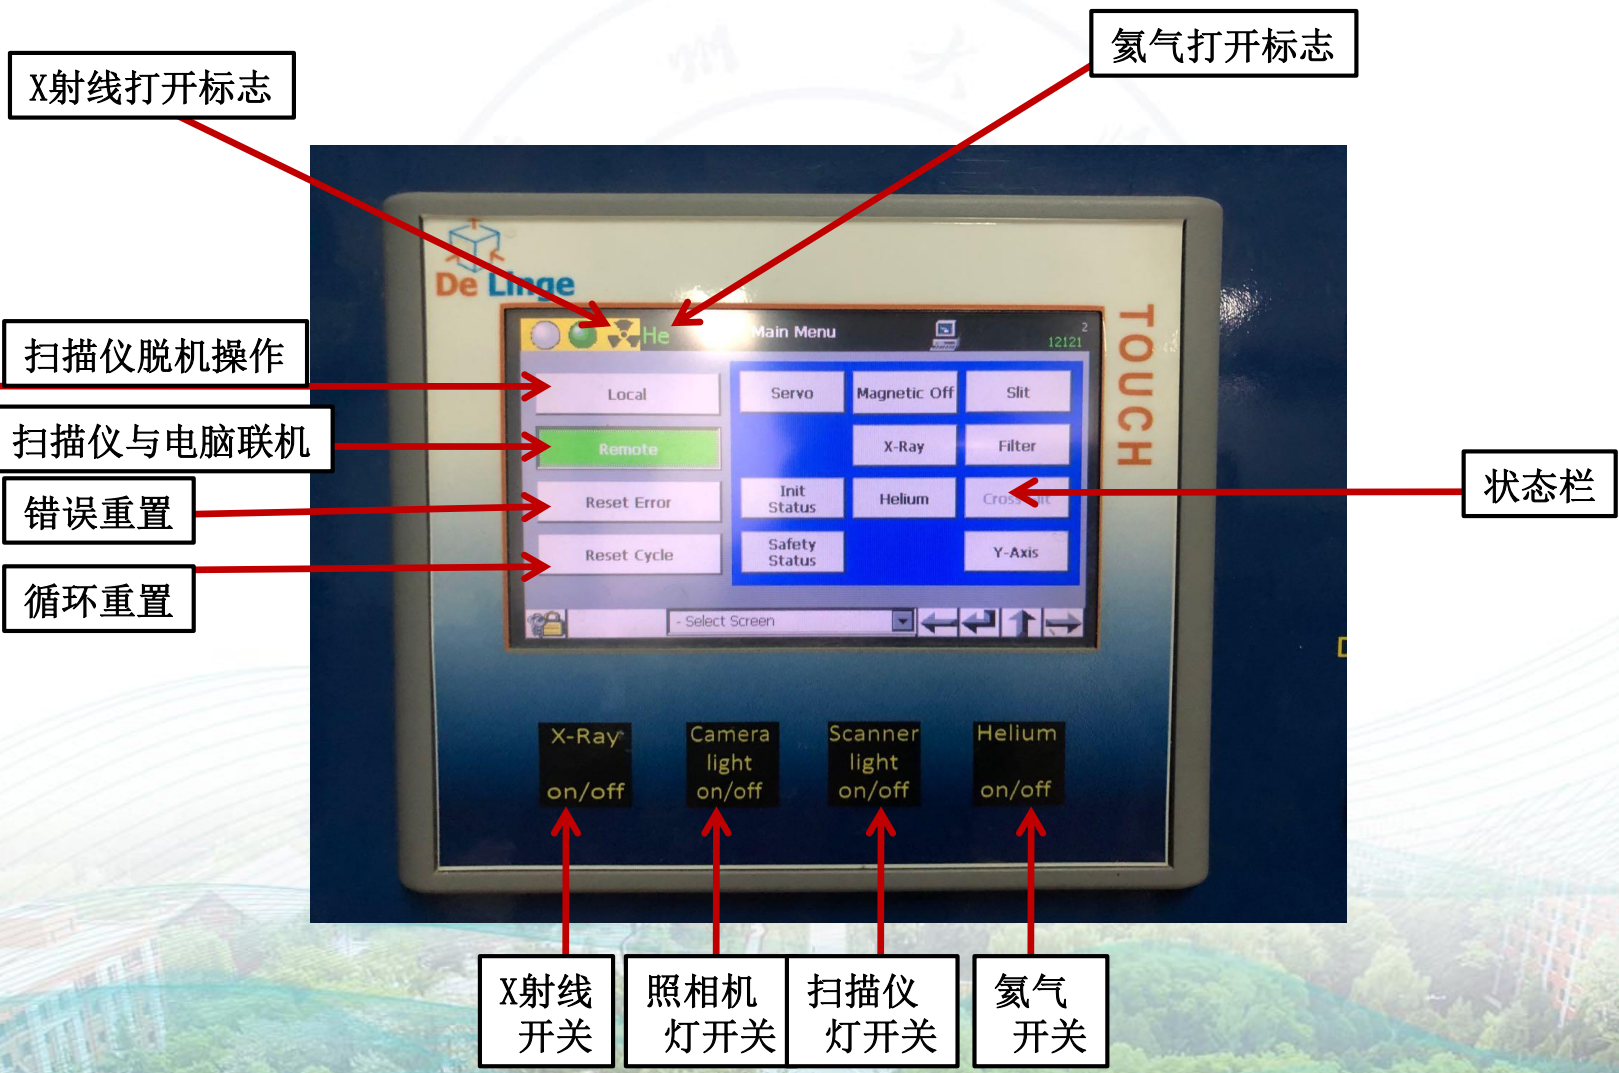 氦气打开标志
X射线打开标志
De Linge
TOUCH
He
Main Menu
2
12121
扫描仪脱机操作
Local
Servo
Magnetic Off
Slit
扫描仪与电脑联机
Remote
X-Ray
Filter
状态栏
错误重置
Reset Error
Init
Status
Helium
循环重置
Reset Cycle
Safety
Status
Y-Axis
- Select Screen
X-Ray
on/off
Camera
light
on/off
Scanner
light
on/off
Helium
on/off
X射线
开关
照相机
灯开关
扫描仪
灯开关
氦气
开关